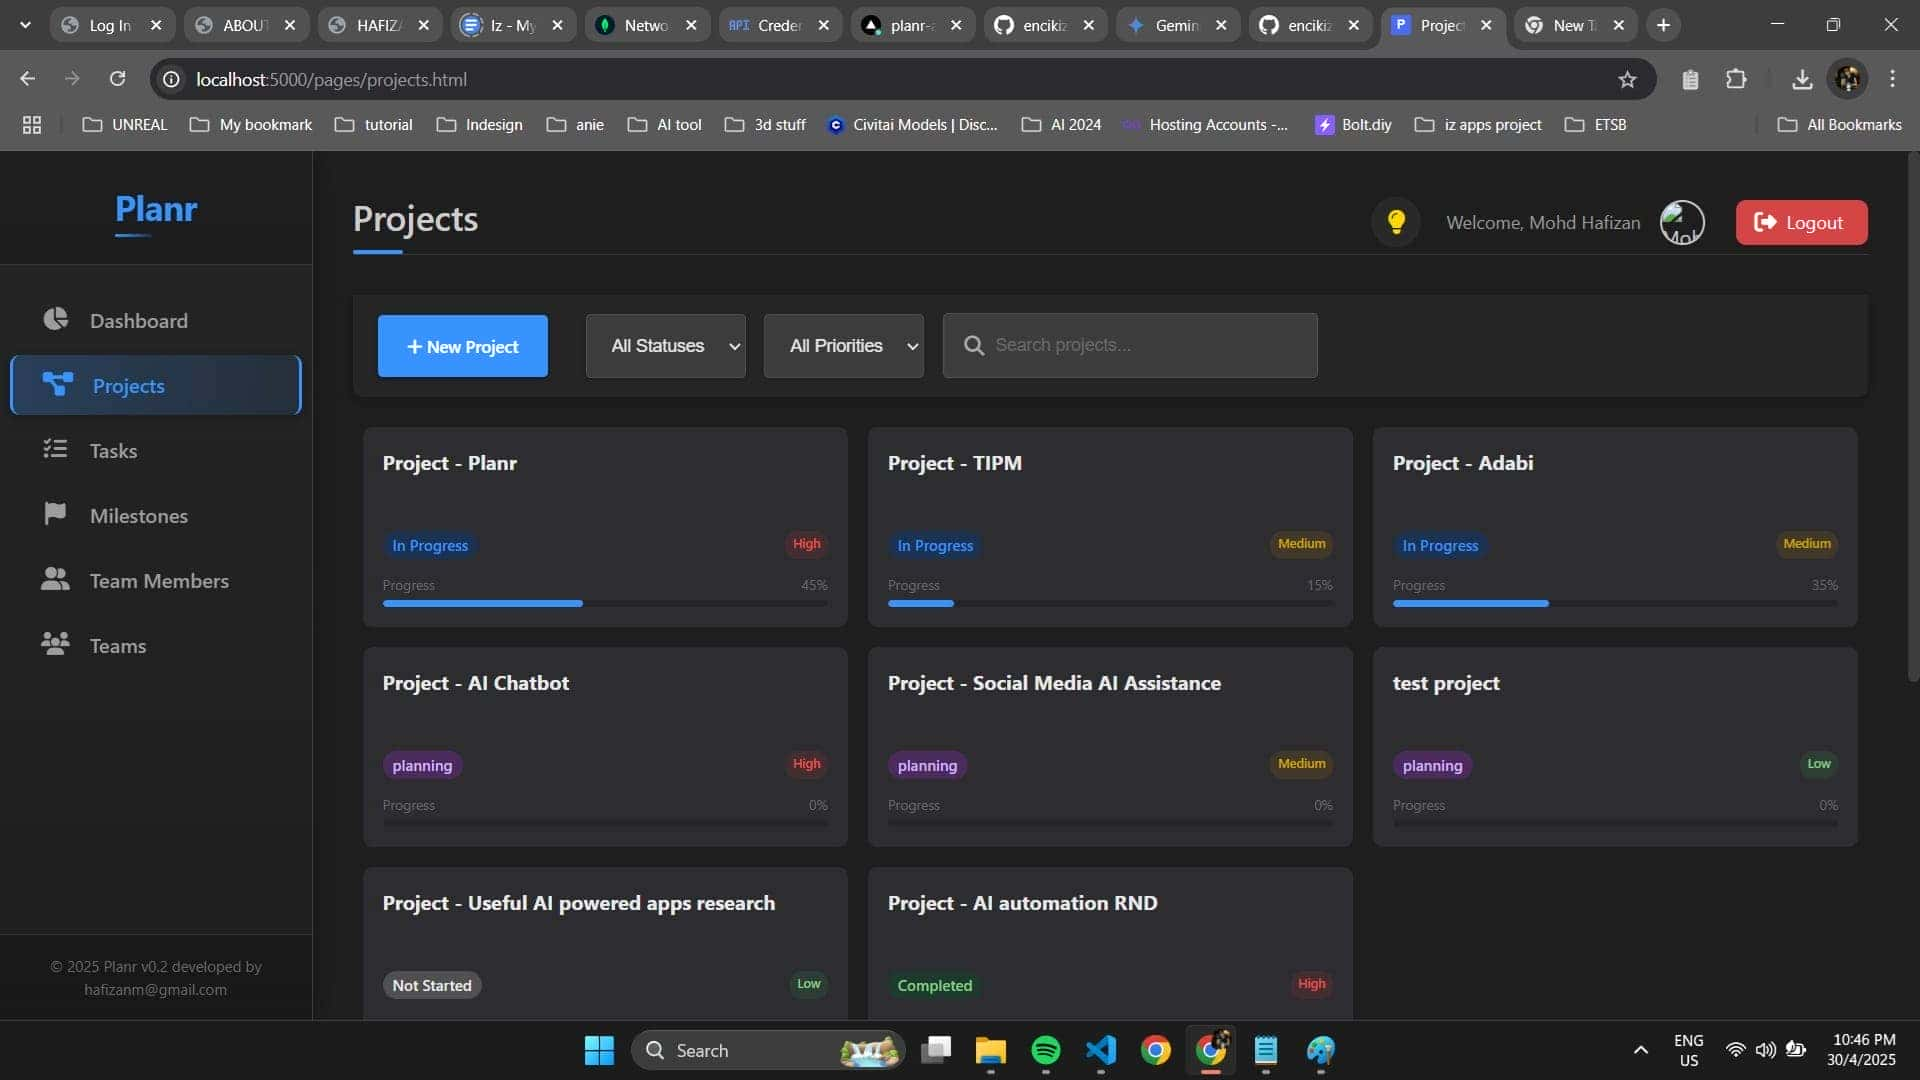 Log In
ABOU
HAFIZ
Iz - My
Netwo
API Creder
planr-
encikiz
Gemin
encikiz
P Project
New T
localhost:5000/pages/projects.html
UNREAL
My bookmark
tutorial
Indesign
anie
AI tool
3d stuff
Civitai Models | Disc...
AI 2024
Hosting Accounts -...
Bolt.diy
iz apps project
ETSB
All Bookmarks
Planr
Dashboard
Projects
Tasks
Milestones
Team Members
Teams
© 2025 Planr v0.2 developed by
hafizanm@gmail.com
Projects
Welcome, Mohd Hafizan
Moh
Logout
+ New Project
All Statuses
All Priorities
Search projects...
Project - Planr
In Progress
High
Progress
45%
Project - TIPM
In Progress
Medium
Progress
15%
Project - Adabi
In Progress
Medium
Progress
35%
Project - AI Chatbot
planning
High
Progress
0%
Project - Social Media AI Assistance
planning
Medium
Progress
0%
test project
planning
Low
Progress
0%
Project - Useful AI powered apps research
Not Started
Low
Project - AI automation RND
Completed
High
Search
ENG
US
10:46 PM
30/4/2025